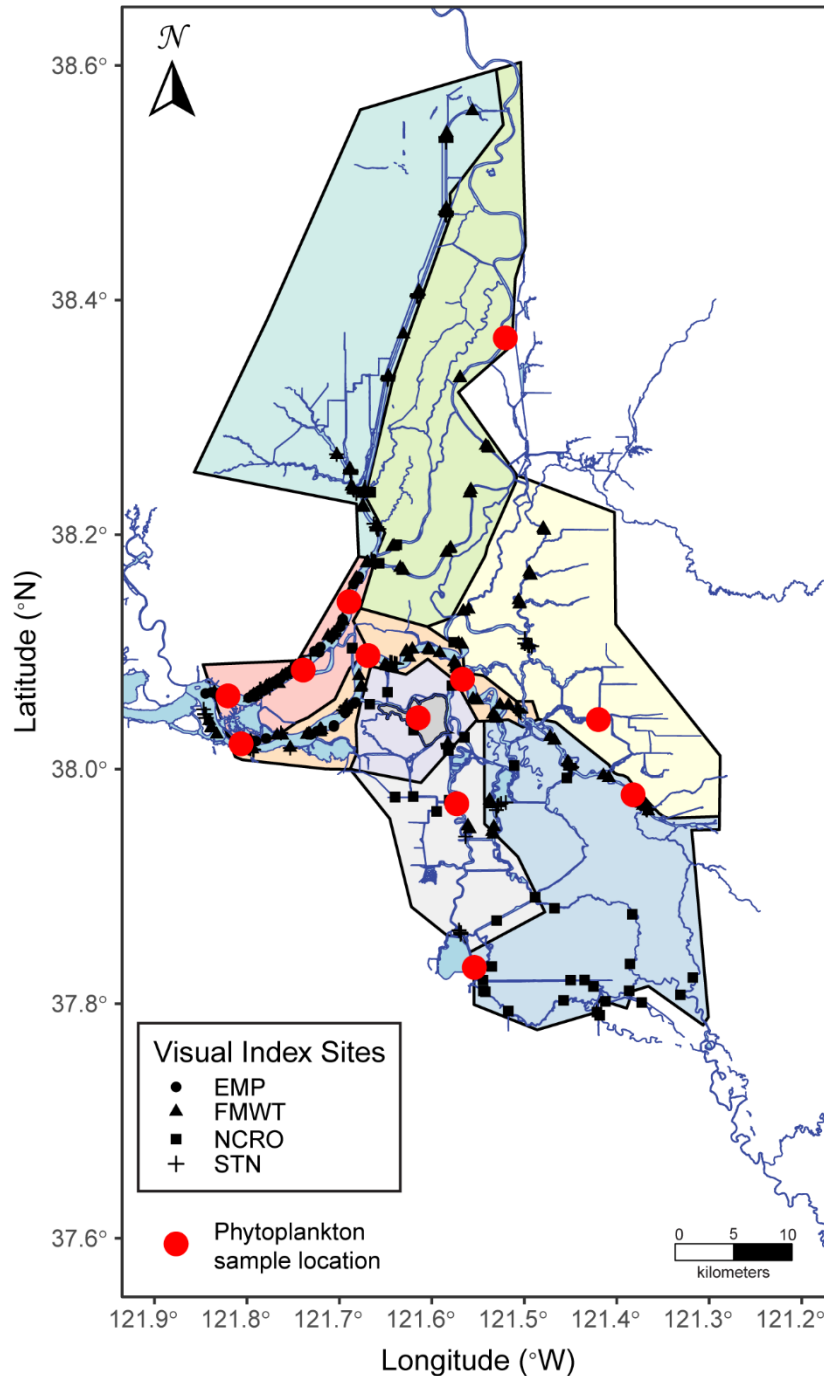 N
38.6°
38.4°
38.2°
38.0°
37.8°
37.6°
Latitude (°N)
Visual Index Sites
EMP
FMWT
NCRO
STN
Phytoplankton
sample location
0 5 10
kilometers
121.9° 121.8° 121.7° 121.6° 121.5° 121.4° 121.3° 121.2°
Longitude (°W)